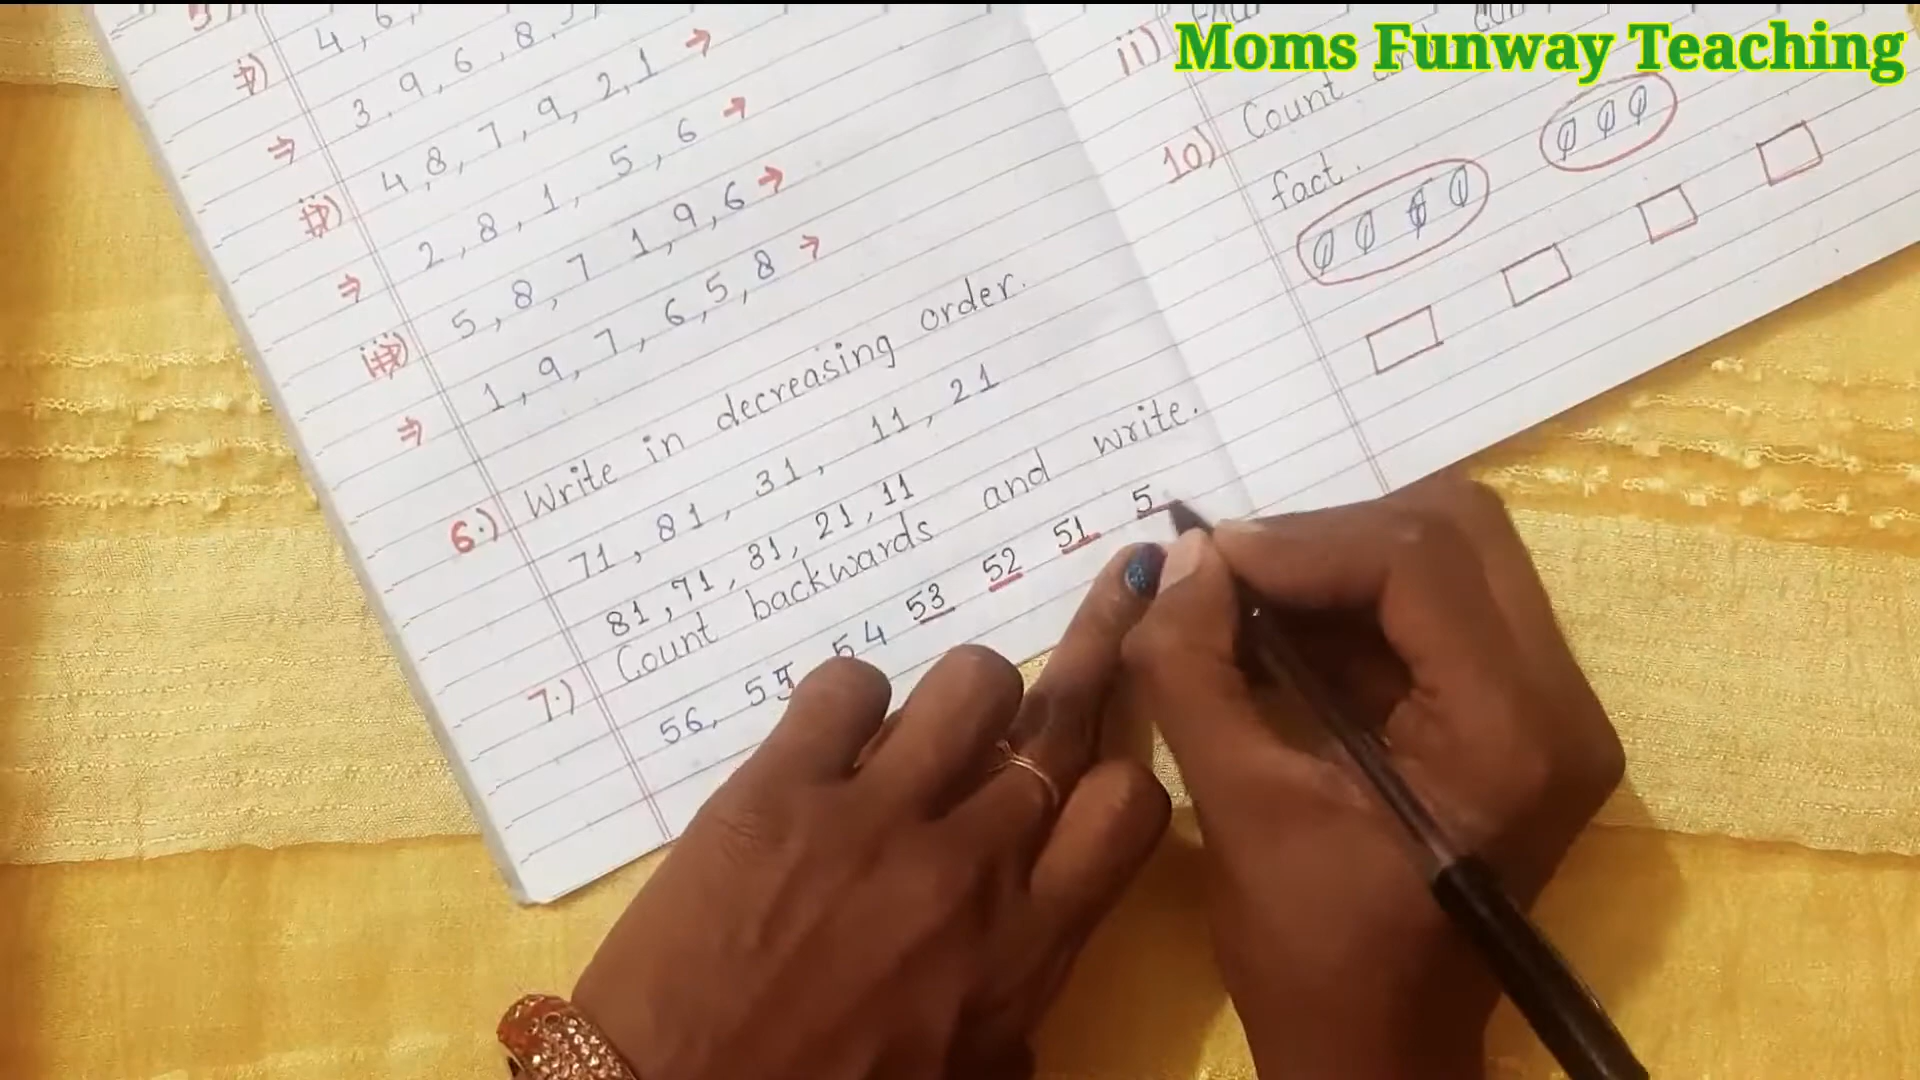 Moms Funway Teaching
4, 6,
i)
3, 9, 6, 8,
⇒ 4, 8, 7, 9, 2, 1 →
ii) 2, 8, 1, 5, 6 →
⇒ 5, 8, 7 1, 9, 6 →
iii) 1, 9, 7, 6, 5, 8 →
⇒
6.) Write in decreasing order.
71, 81, 31, 11, 21
81, 71, 31, 21, 11
7.) Count backwards and write.
56, 55 54 53 52 51 5
ii)
10) Count
fact.